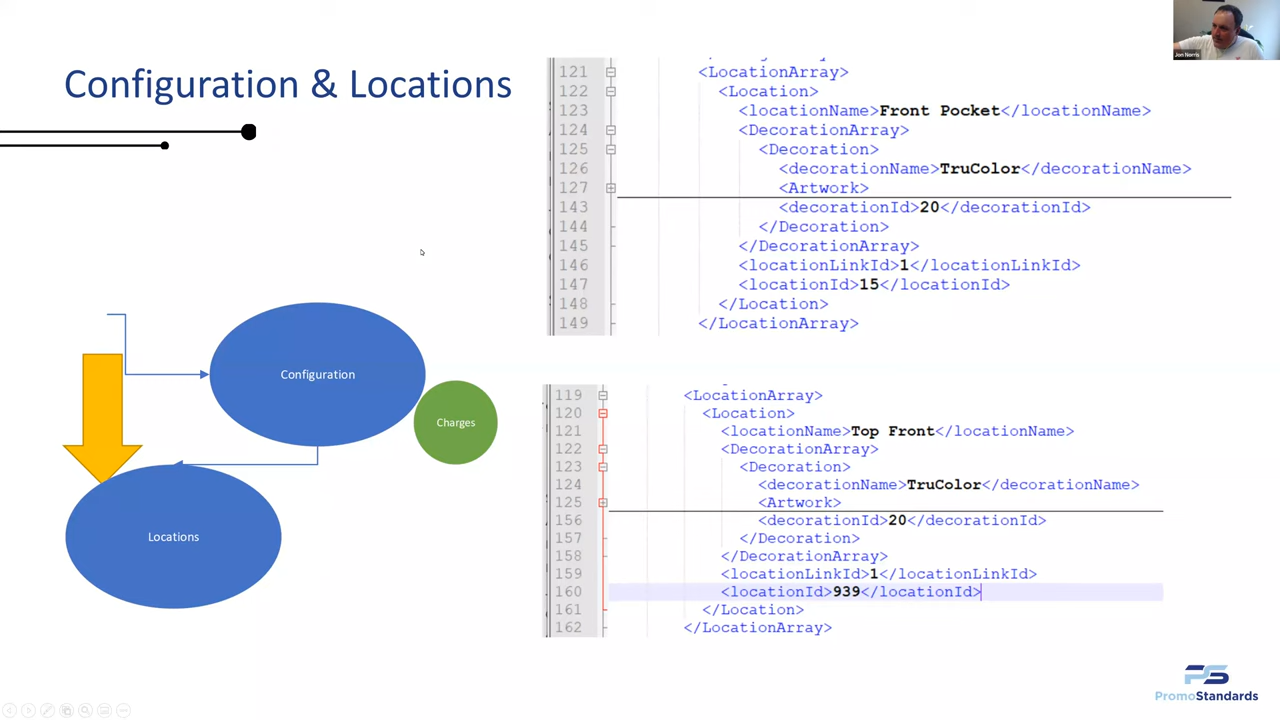 Jon Norris
Configuration & Locations
121 <LocationArray>
122 <Location>
123 <locationName>Front Pocket</locationName>
124 <DecorationArray>
125 <Decoration>
126 <decorationName>TruColor</decorationName>
127 <Artwork>
143 <decorationId>20</decorationId>
144 </Decoration>
145 </DecorationArray>
146 <locationLinkId>1</locationLinkId>
147 <locationId>15</locationId>
148 </Location>
149 </LocationArray>
Configuration
Charges
Locations
119 <LocationArray>
120 <Location>
121 <locationName>Top Front</locationName>
122 <DecorationArray>
123 <Decoration>
124 <decorationName>TruColor</decorationName>
125 <Artwork>
156 <decorationId>20</decorationId>
157 </Decoration>
158 </DecorationArray>
159 <locationLinkId>1</locationLinkId>
160 <locationId>939</locationId>
161 </Location>
162 </LocationArray>
PS
PromoStandards